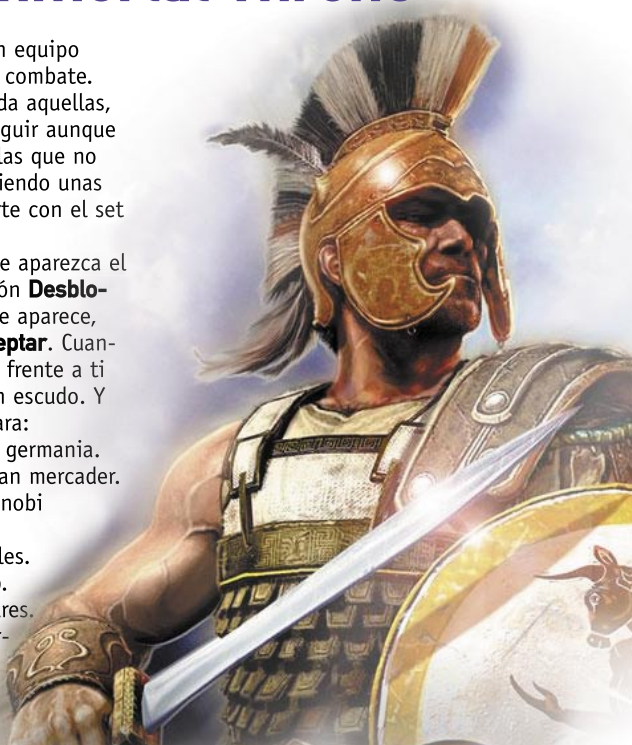 equipo
combate.
da aquellas,
guir aunque
las que no
iendo unas
rte con el set
e aparezca el
ón Desblo-
e aparece,
eptar. Cuan-
frente a ti
escudo. Y
ara:
germania.
an mercader.
nobi
les.
res.